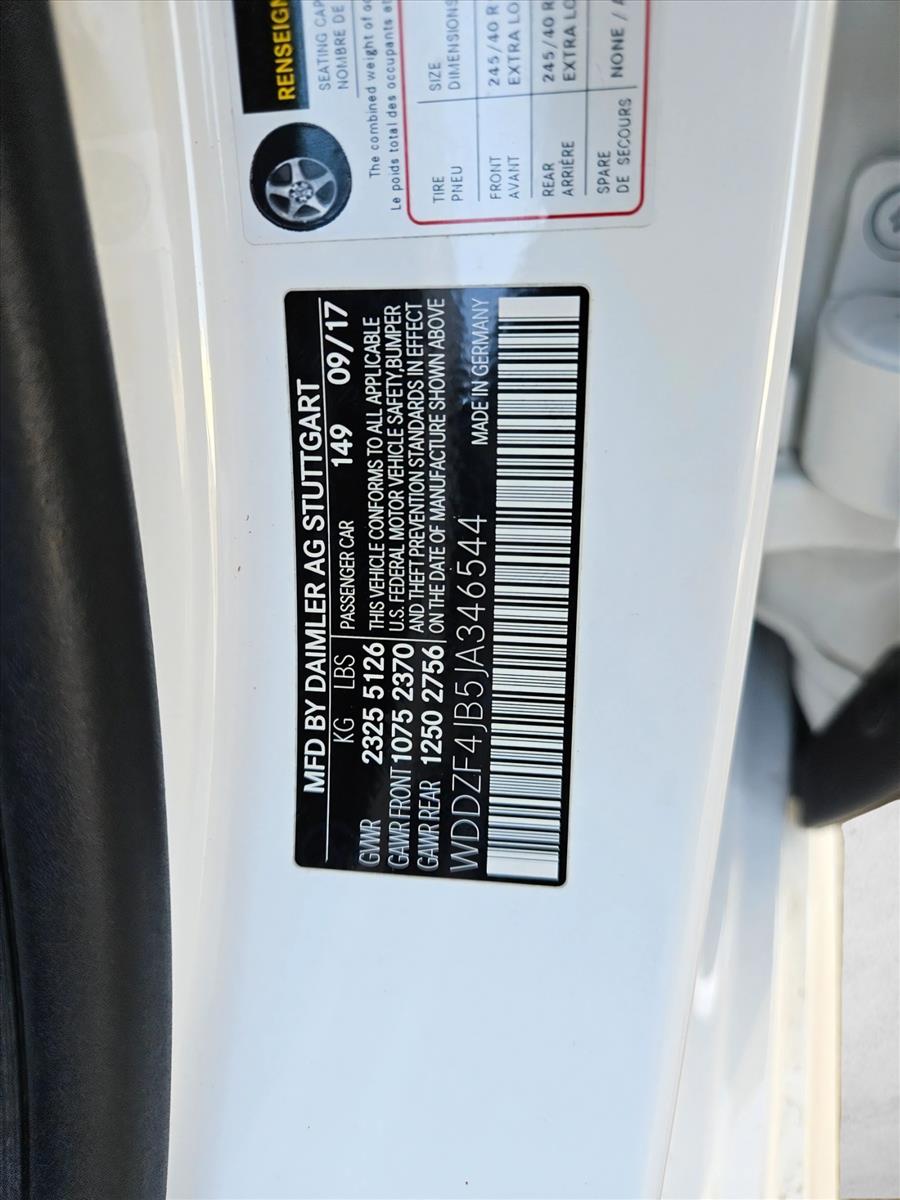 RENSEIGN
SEATING CAP
NOMBRE DE
The combined weight of oc
Le poids total des occupants et
TIRE SIZE
PNEU DIMENSIONS
FRONT 245/40 R
AVANT EXTRA LO
REAR 245/40 R
ARRIÈRE EXTRA LO
SPARE NONE / A
DE SECOURS
MFD BY DAIMLER AG STUTTGART
KG LBS PASSENGER CAR 149 09/17
GVWR 2325 5126 THIS VEHICLE CONFORMS TO ALL APPLICABLE
GAWR FRONT 1075 2370 U.S. FEDERAL MOTOR VEHICLE SAFETY, BUMPER
GAWR REAR 1250 2756 AND THEFT PREVENTION STANDARDS IN EFFECT
ON THE DATE OF MANUFACTURE SHOWN ABOVE
WDDZF4JB5JA346544 MADE IN GERMANY